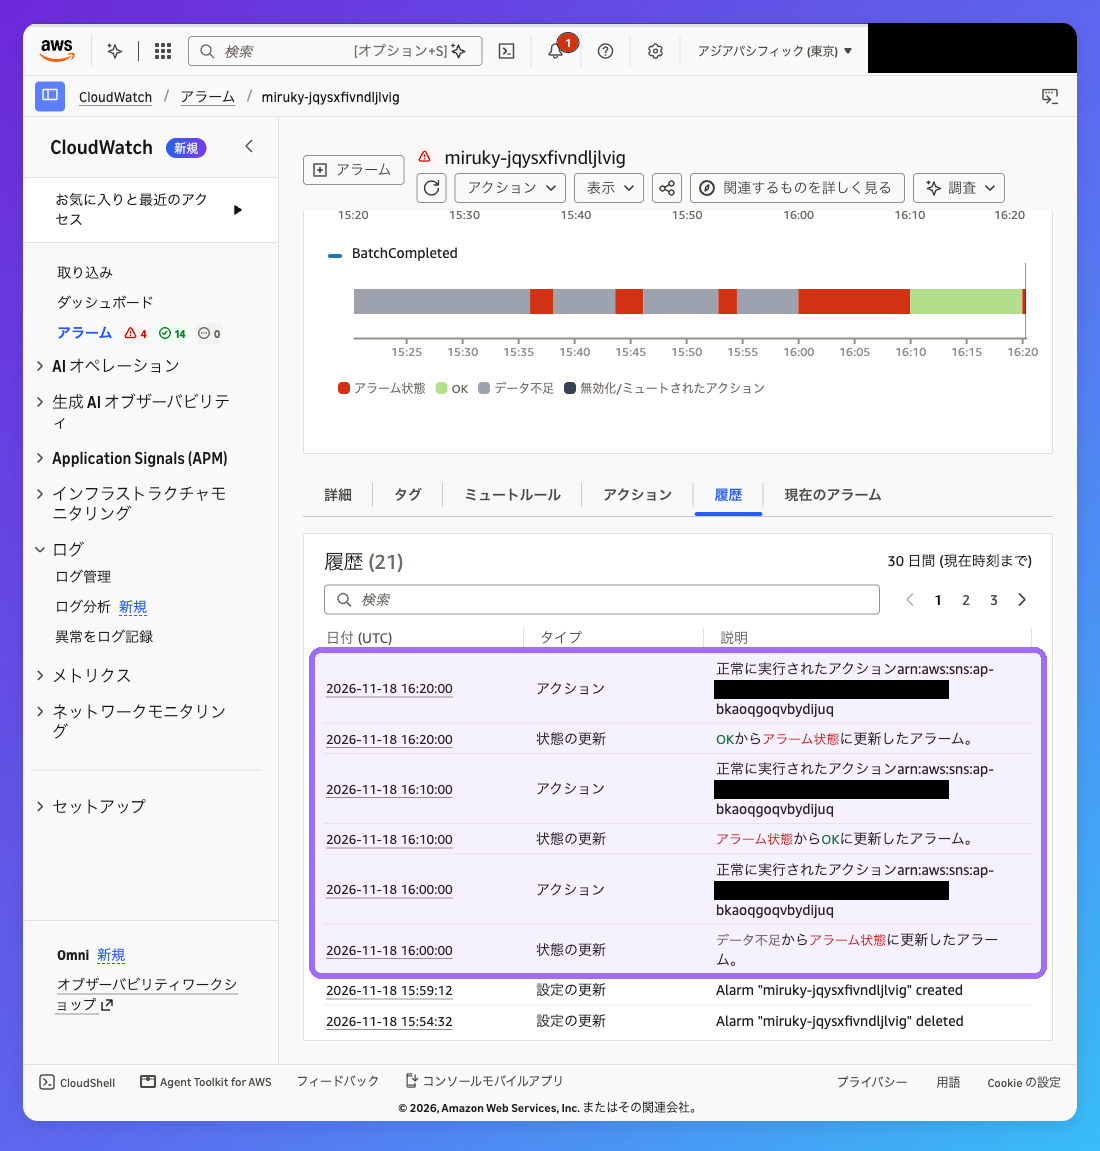 aws
検索
[オプション+S]
1
アジアパシフィック (東京) ▼
CloudWatch / アラーム / miruky-jqysxfivndljlvig
CloudWatch 新規
お気に入りと最近のアク
セス
取り込み
ダッシュボード
アラーム 4 14 0
AI オペレーション
生成 AI オブザーバビリテ
ィ
Application Signals (APM)
インフラストラクチャモ
ニタリング
ログ
ログ管理
ログ分析 新規
異常をログ記録
メトリクス
ネットワークモニタリン
グ
セットアップ
Omni 新規
オブザーバビリティワークシ
ョップ
アラーム
miruky-jqysxfivndljlvig
アクション
表示
関連するものを詳しく見る
調査
15:20 15:30 15:40 15:50 16:00 16:10 16:20
BatchCompleted
15:25 15:30 15:35 15:40 15:45 15:50 15:55 16:00 16:05 16:10 16:15 16:20
アラーム状態 OK データ不足 無効化/ミュートされたアクション
詳細 タグ ミュートルール アクション 履歴 現在のアラーム
履歴 (21)
30 日間 (現在時刻まで)
検索
1 2 3
日付 (UTC) タイプ 説明
2026-11-18 16:20:00 アクション 正常に実行されたアクションarn:aws:sns:ap-
bkaoqgoqvbydijuq
2026-11-18 16:20:00 状態の更新 OKからアラーム状態に更新したアラーム。
2026-11-18 16:10:00 アクション 正常に実行されたアクションarn:aws:sns:ap-
bkaoqgoqvbydijuq
2026-11-18 16:10:00 状態の更新 アラーム状態からOKに更新したアラーム。
2026-11-18 16:00:00 アクション 正常に実行されたアクションarn:aws:sns:ap-
bkaoqgoqvbydijuq
2026-11-18 16:00:00 状態の更新 データ不足からアラーム状態に更新したアラー
ム。
2026-11-18 15:59:12 設定の更新 Alarm "miruky-jqysxfivndljlvig" created
2026-11-18 15:54:32 設定の更新 Alarm "miruky-jqysxfivndljlvig" deleted
CloudShell Agent Toolkit for AWS フィードバック コンソールモバイルアプリ プライバシー 用語 Cookie の設定
© 2026, Amazon Web Services, Inc. またはその関連会社。